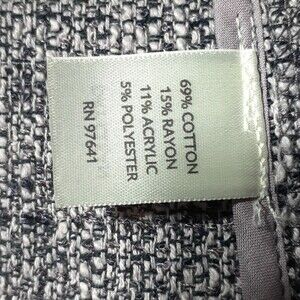 69% COTTON
15% RAYON
11% ACRYLIC
5% POLYESTER
RN 97641